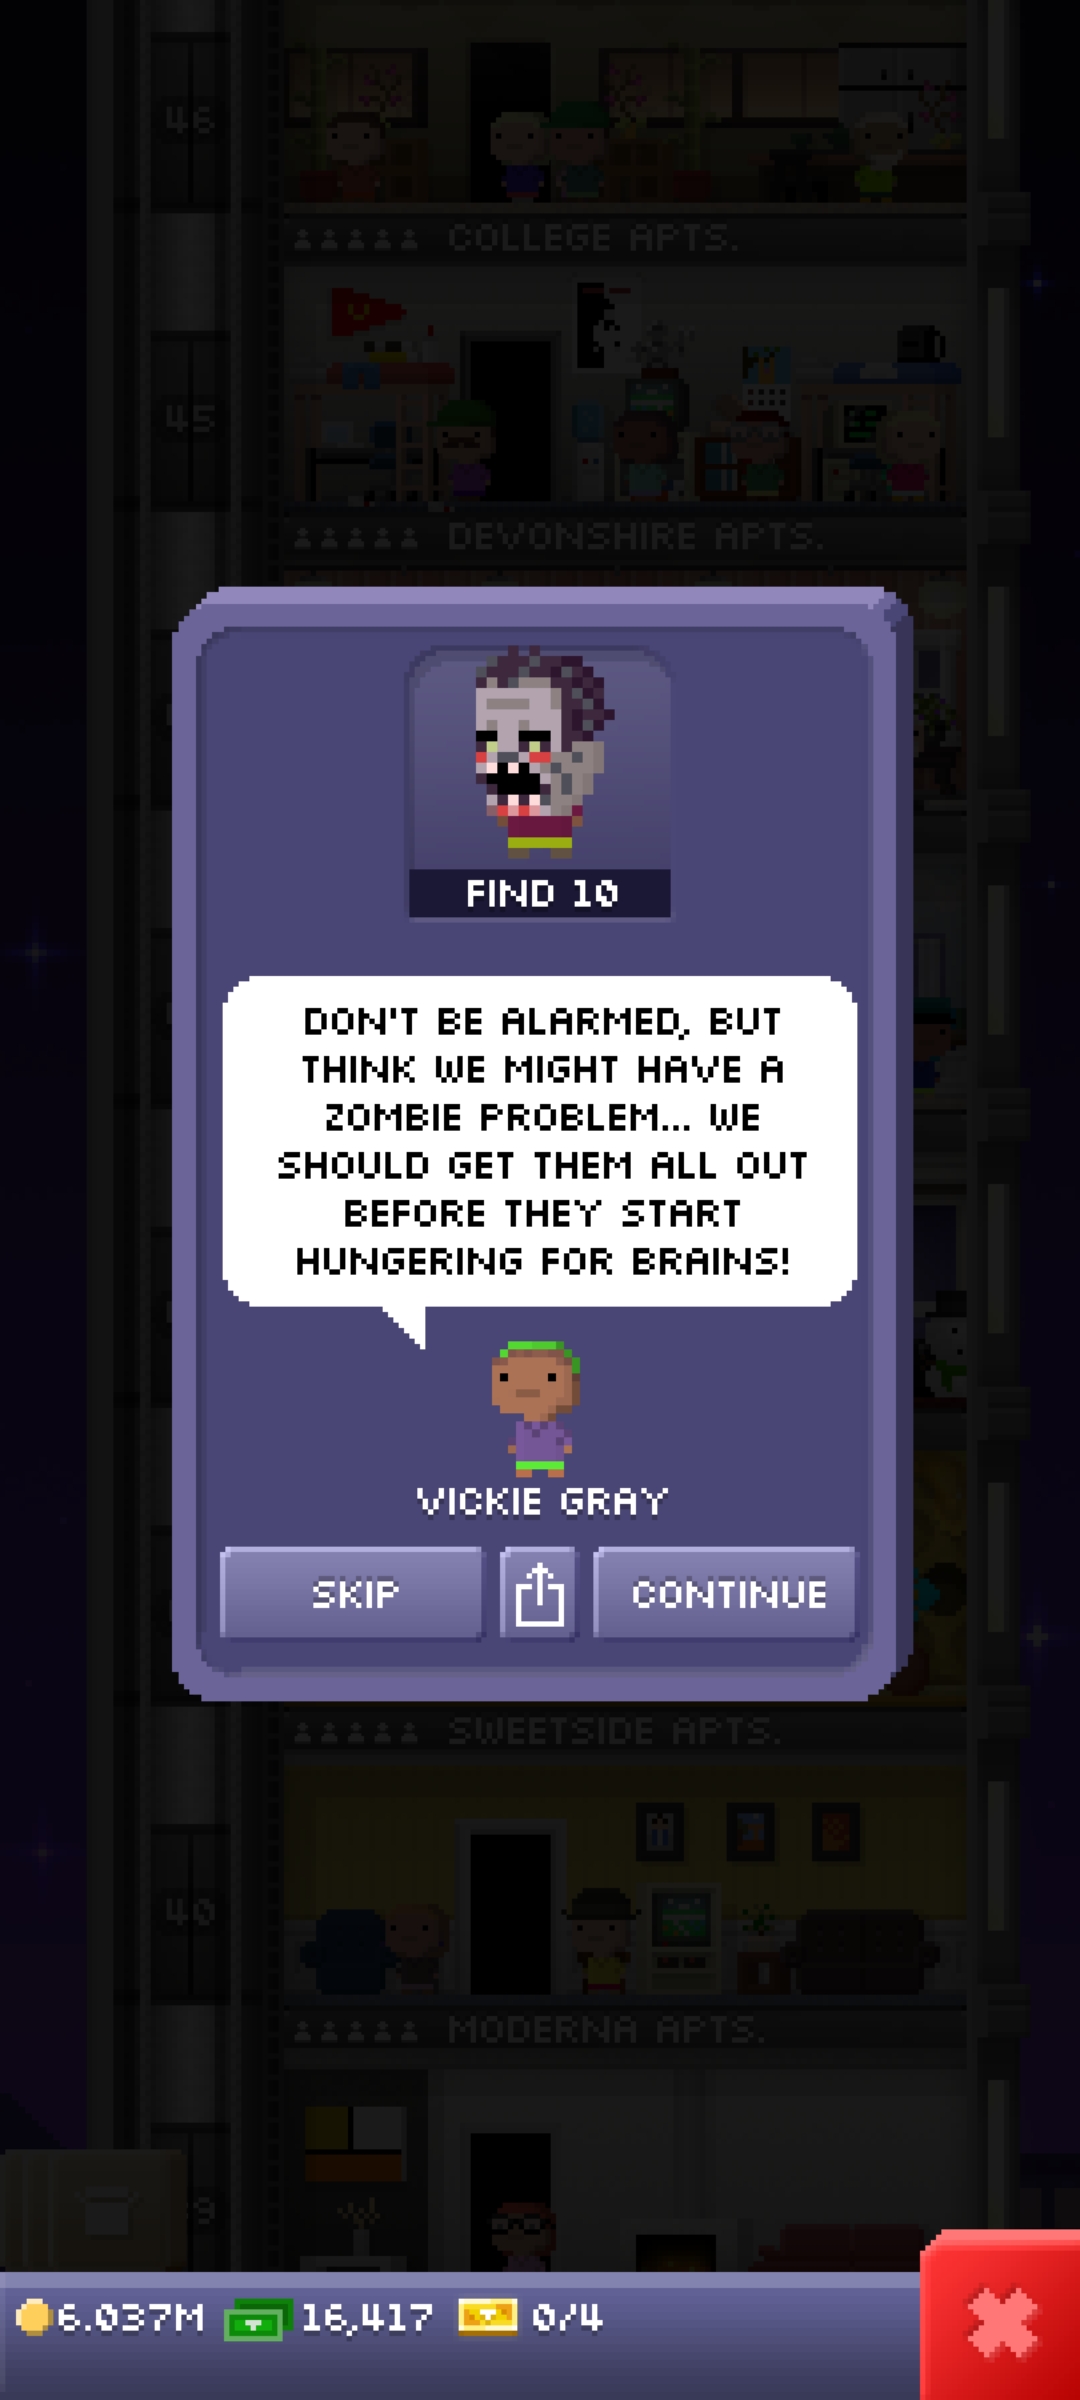 46
COLLEGE APTS.
45
DEVONSHIRE APTS.
FIND 10
DON'T BE ALARMED, BUT
THINK WE MIGHT HAVE A
ZOMBIE PROBLEM... WE
SHOULD GET THEM ALL OUT
BEFORE THEY START
HUNGERING FOR BRAINS!
VICKIE GRAY
SKIP
CONTINUE
SWEETSIDE APTS.
40
MODERNA APTS.
6.037M 16,417 0/4